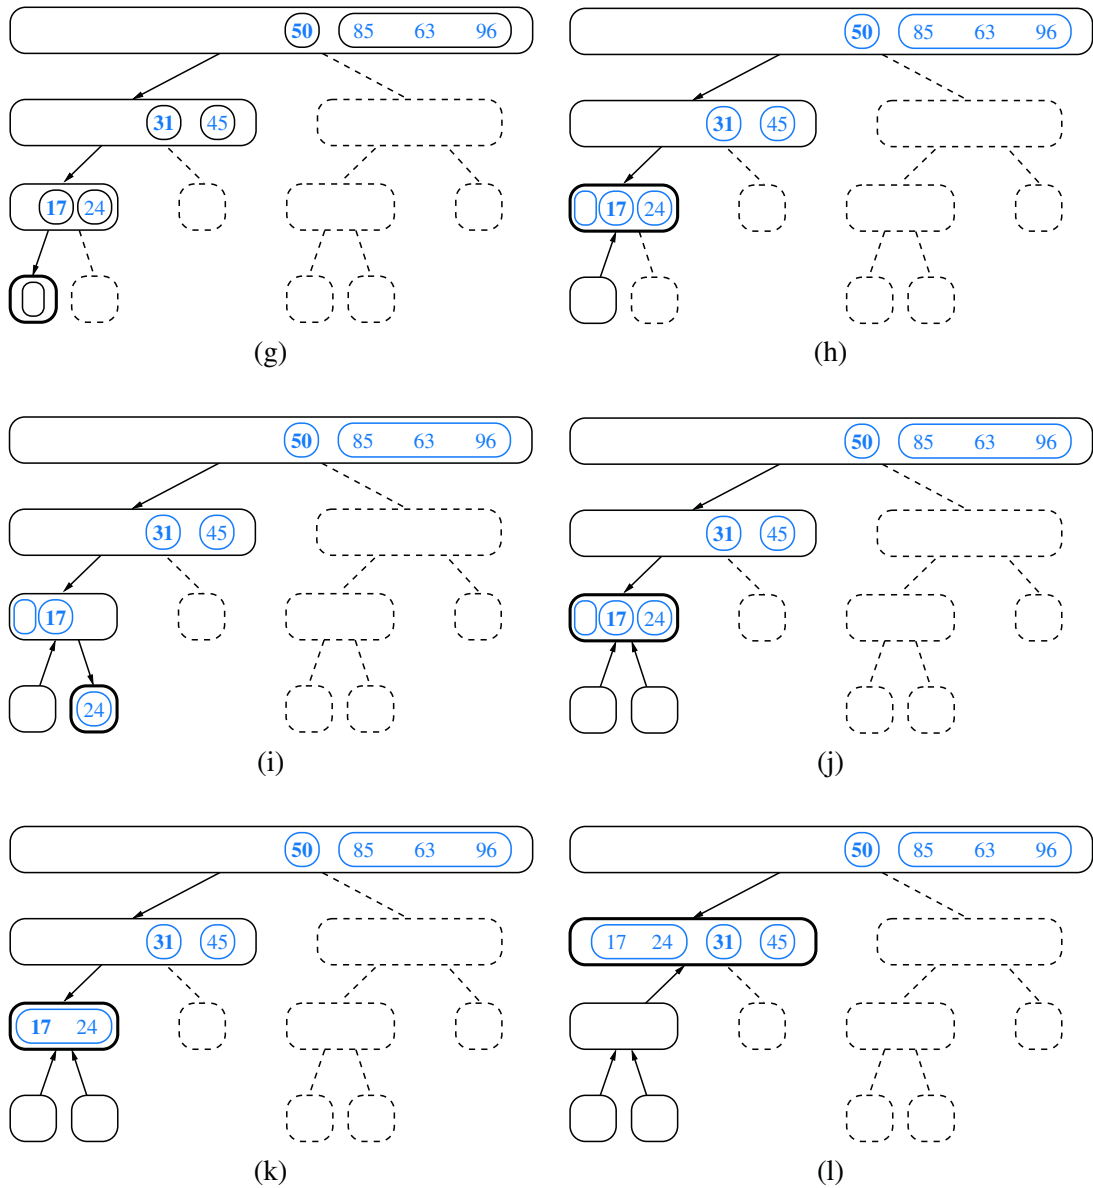 50 85 63 96 50 85 63 96
31 45 31 45
17 24 17 24
(g) (h)
50 85 63 96 50 85 63 96
31 45 31 45
17 17 24
24
(i) (j)
50 85 63 96 50 85 63 96
31 45 17 24 31 45
17 24
(k) (l)